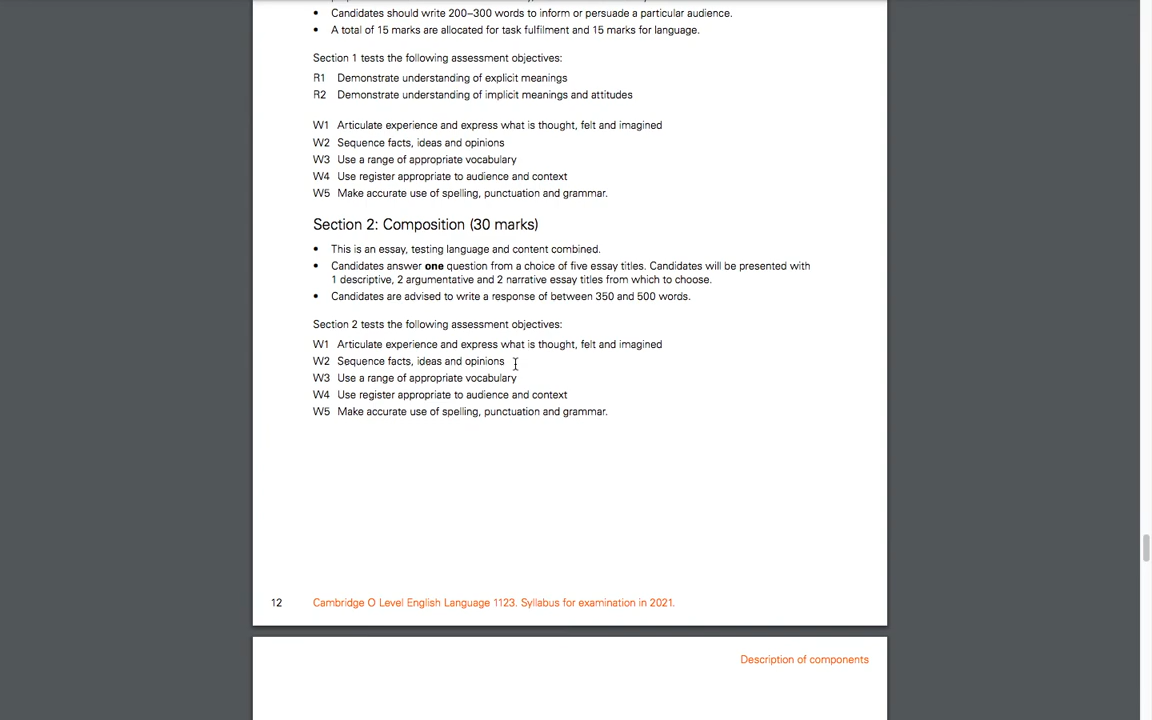 • Candidates should write 200–300 words to inform or persuade a particular audience.
• A total of 15 marks are allocated for task fulfilment and 15 marks for language.
Section 1 tests the following assessment objectives:
R1 Demonstrate understanding of explicit meanings
R2 Demonstrate understanding of implicit meanings and attitudes
W1 Articulate experience and express what is thought, felt and imagined
W2 Sequence facts, ideas and opinions
W3 Use a range of appropriate vocabulary
W4 Use register appropriate to audience and context
W5 Make accurate use of spelling, punctuation and grammar.
Section 2: Composition (30 marks)
• This is an essay, testing language and content combined.
• Candidates answer one question from a choice of five essay titles. Candidates will be presented with
1 descriptive, 2 argumentative and 2 narrative essay titles from which to choose.
• Candidates are advised to write a response of between 350 and 500 words.
Section 2 tests the following assessment objectives:
W1 Articulate experience and express what is thought, felt and imagined
W2 Sequence facts, ideas and opinions
W3 Use a range of appropriate vocabulary
W4 Use register appropriate to audience and context
W5 Make accurate use of spelling, punctuation and grammar.
12 Cambridge O Level English Language 1123. Syllabus for examination in 2021.
Description of components